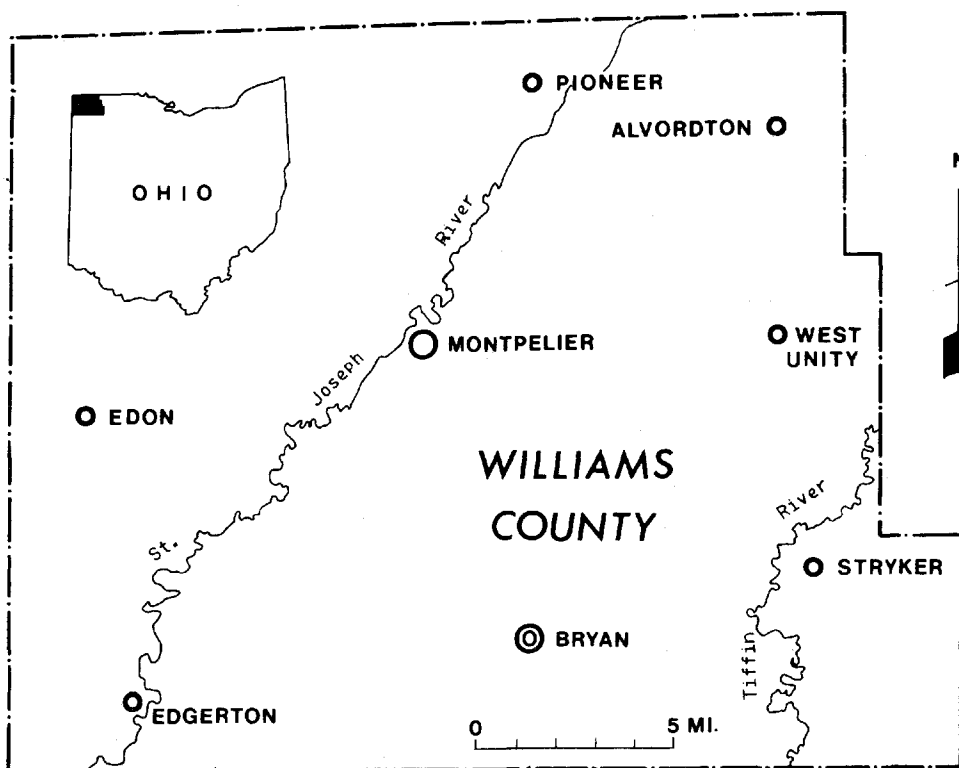 PIONEER
ALVORDTON
OHIO
N
River
MONTPELIER
WEST
UNITY
Joseph
EDON
WILLIAMS
COUNTY
River
St.
STRYKER
BRYAN
Tiffin
EDGERTON
0 5 MI.